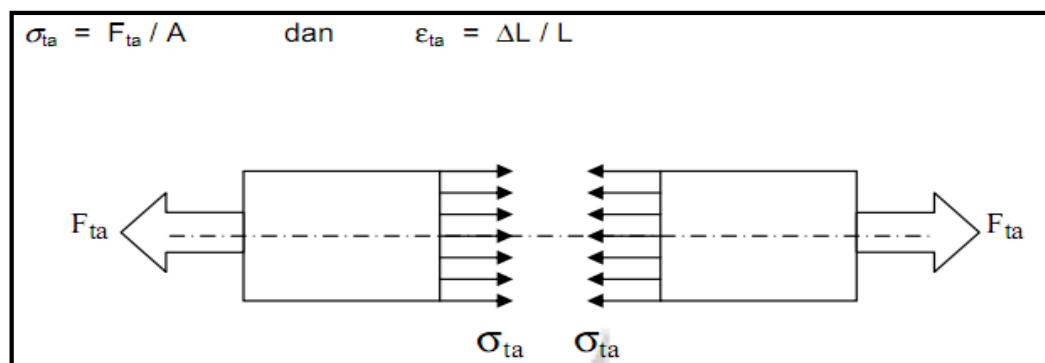 σta = Fta / A dan εta = ΔL / L
Fta
Fta
σta σta